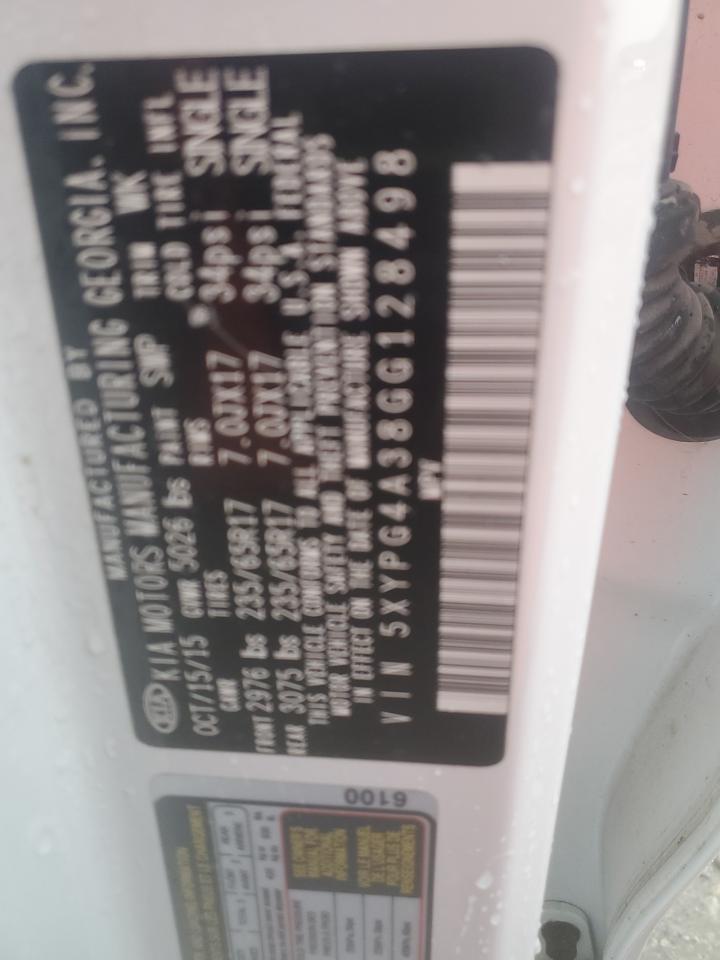 MANUFACTURED BY
KIA MOTORS MANUFACTURING GEORGIA. INC.
KIA OCT/15/15 GVWR 5026 lbs PAINT SWP TRIM WK
GAWR TIRES RIMS COLD TIRE INFL
FRONT 2976 lbs 235/65R17 7.0JX17 34psi SINGLE
REAR 3075 lbs 235/65R17 7.0JX17 34psi SINGLE
THIS VEHICLE CONFORMS TO ALL APPLICABLE U.S.A. FEDERAL
MOTOR VEHICLE SAFETY AND THEFT PREVENTION STANDARDS
IN EFFECT ON THE DATE OF MANUFACTURE SHOWN ABOVE
MPV
VIN 5XYPG4A38GG128498
6100